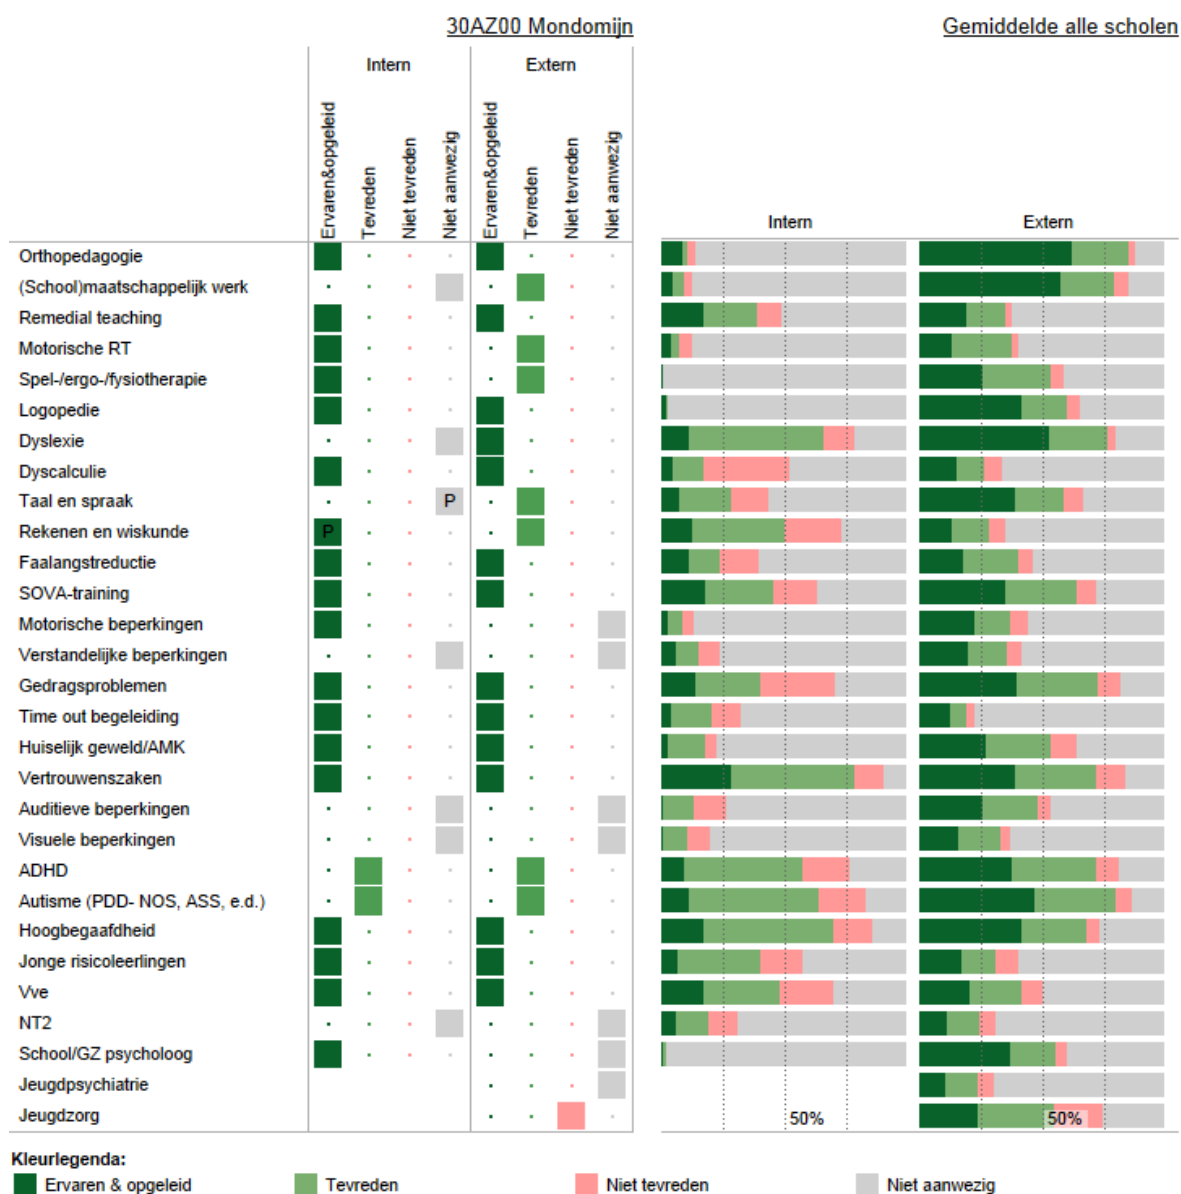 30AZ00 Mondomijn
Gemiddelde alle scholen
Intern
Extern
Ervaren&opgeleid
Tevreden
Niet tevreden
Niet aanwezig
Ervaren&opgeleid
Tevreden
Niet tevreden
Niet aanwezig
Intern
Extern
Orthopedagogie
(School)maatschappelijk werk
Remedial teaching
Motorische RT
Spel-/ergo-/fysiotherapie
Logopedie
Dyslexie
Dyscalculie
Taal en spraak
P
Rekenen en wiskunde
P
Faalangstreductie
SOVA-training
Motorische beperkingen
Verstandelijke beperkingen
Gedragsproblemen
Time out begeleiding
Huiselijk geweld/AMK
Vertrouwenszaken
Auditieve beperkingen
Visuele beperkingen
ADHD
Autisme (PDD- NOS, ASS, e.d.)
Hoogbegaafdheid
Jonge risicoleerlingen
Vve
NT2
School/GZ psycholoog
Jeugdpsychiatrie
Jeugdzorg
50%
50%
Kleurlegenda:
Ervaren & opgeleid
Tevreden
Niet tevreden
Niet aanwezig